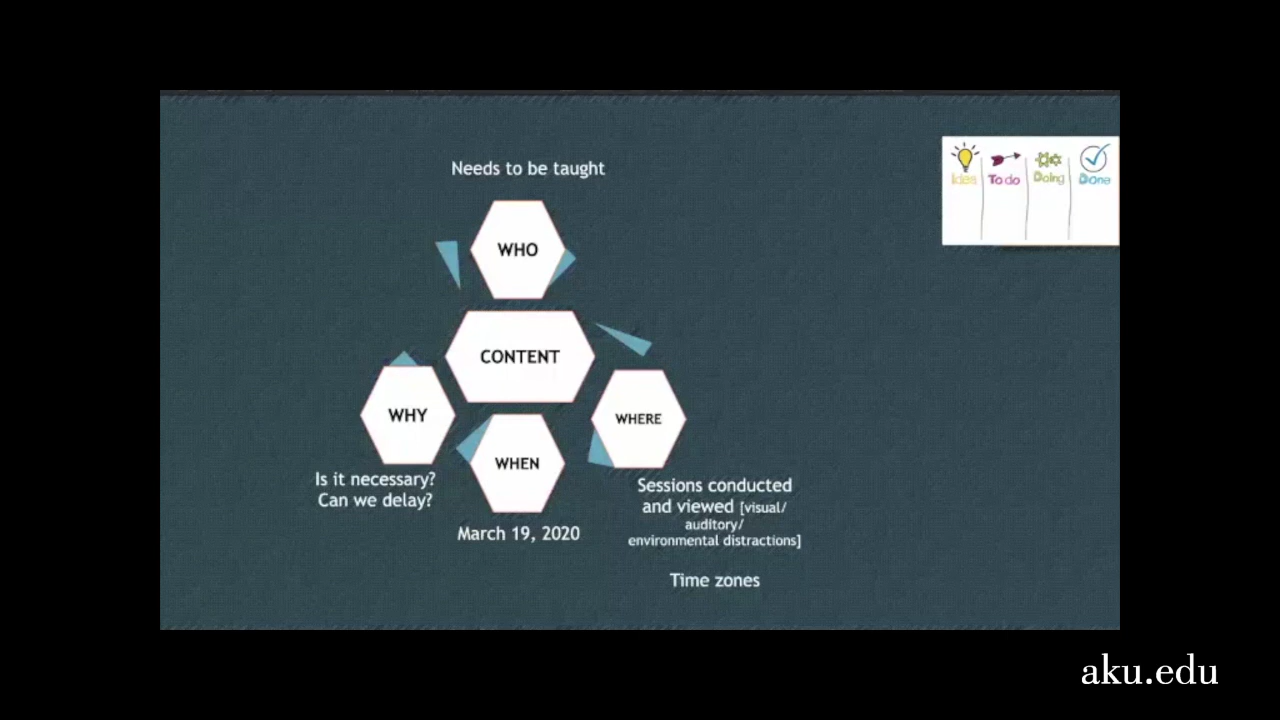 Needs to be taught
WHO
CONTENT
WHY
WHERE
WHEN
Is it necessary?
Can we delay?
March 19, 2020
Sessions conducted
and viewed [visual/
auditory/
environmental distractions]
Time zones
Idea To do Doing Done
aku.edu